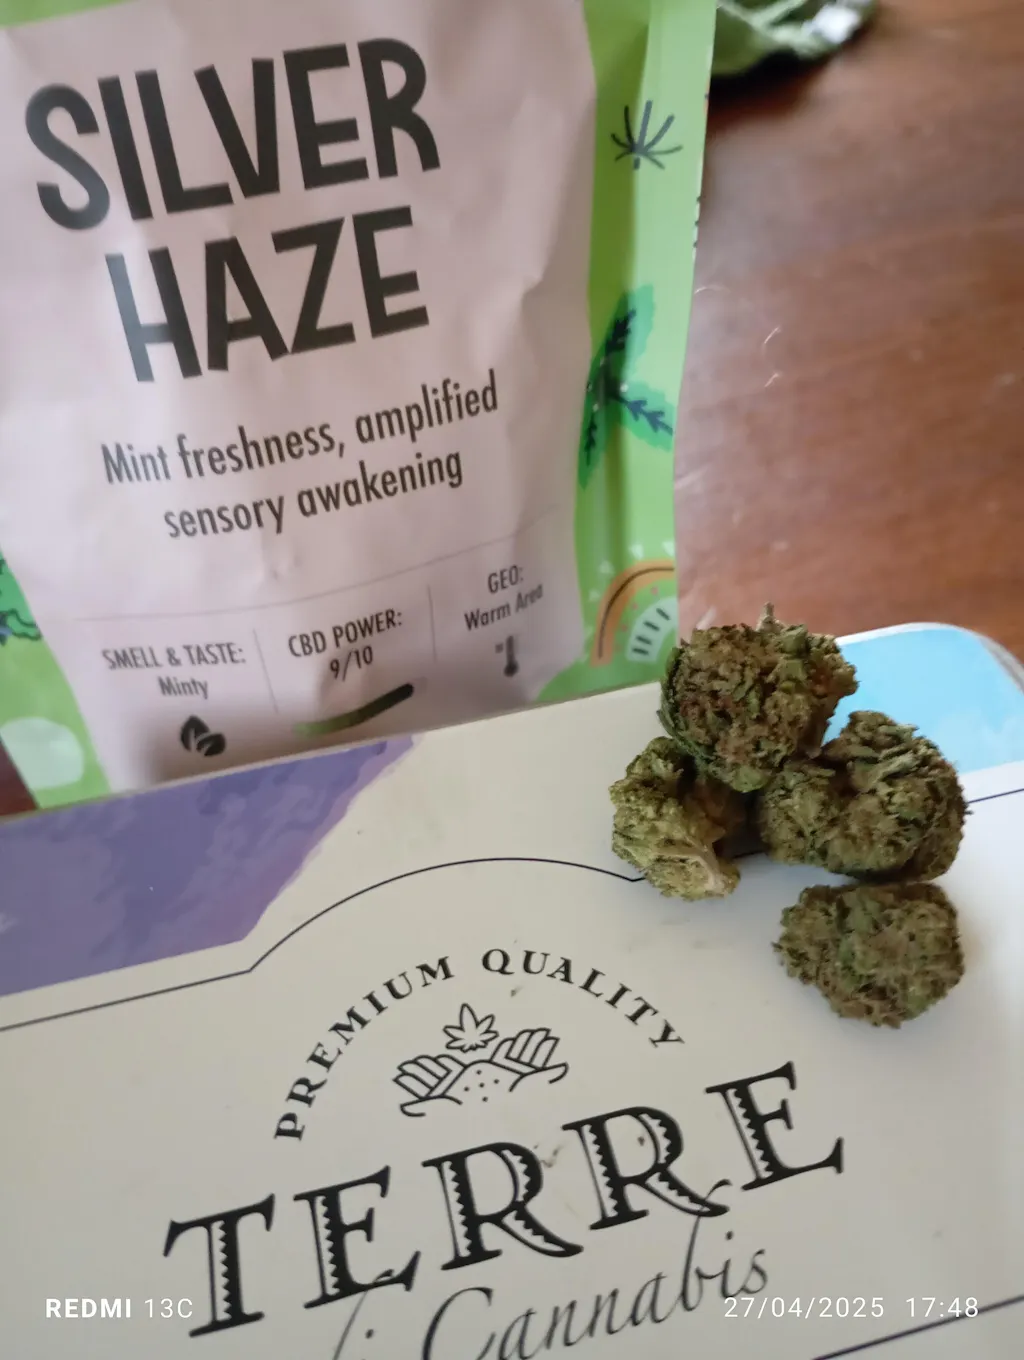 SILVER
HAZE
Mint freshness, amplified
sensory awakening
SMELL & TASTE:
Minty
CBD POWER:
9/10
GEO:
Warm Area
PREMIUM QUALITY
TERRE
di Cannabis
REDMI 13C
27/04/2025 17:48